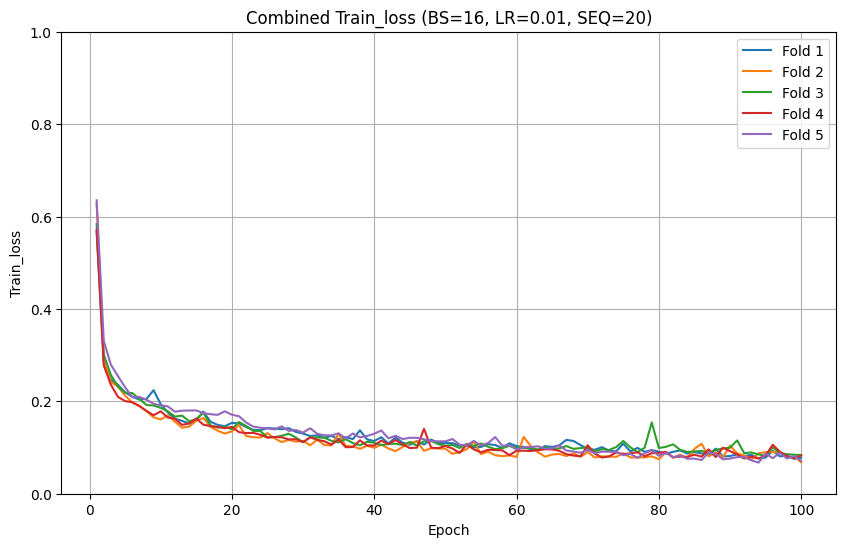 Combined Train_loss (BS=16, LR=0.01, SEQ=20)
Fold 1
Fold 2
Fold 3
Fold 4
Fold 5
Train_loss
1.0
0.8
0.6
0.4
0.2
0.0
0
20
40
60
80
100
Epoch